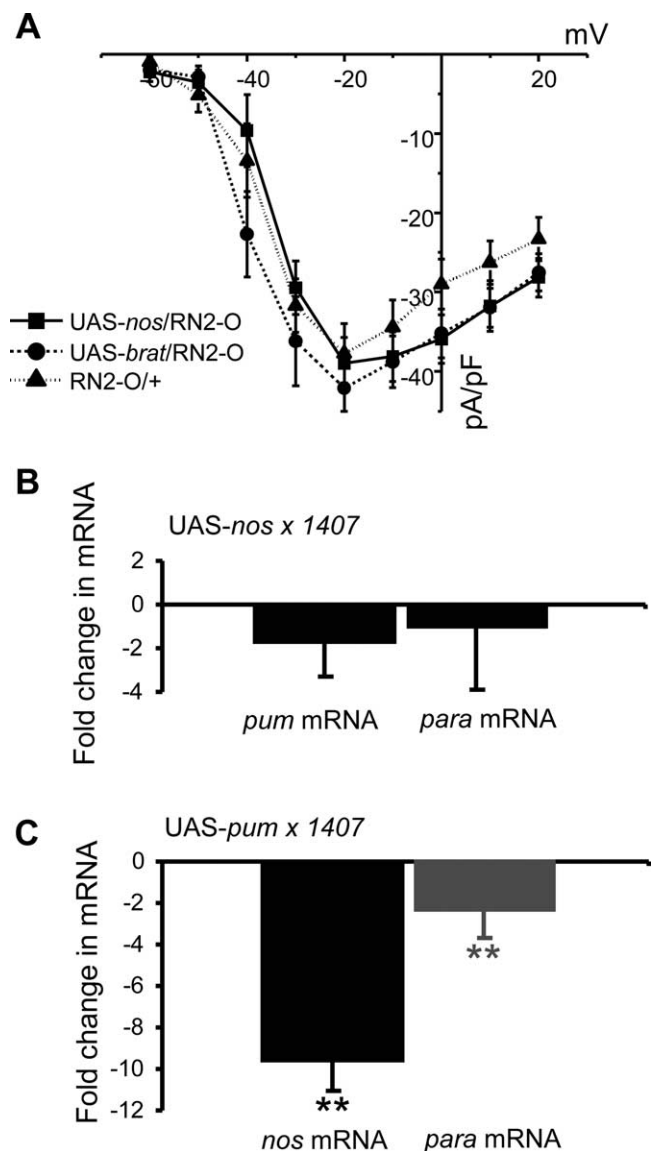 A
mV
-60 -40 -20 20
-10
-20
-30
-40
pA/pF
UAS-nos/RN2-O
UAS-brat/RN2-O
RN2-O/+
B
UAS-nos x 1407
Fold change in mRNA
2
0
-2
-4
pum mRNA para mRNA
C
UAS-pum x 1407
Fold change in mRNA
0
-2
-4
-6
-8
-10
-12
**
**
nos mRNA para mRNA